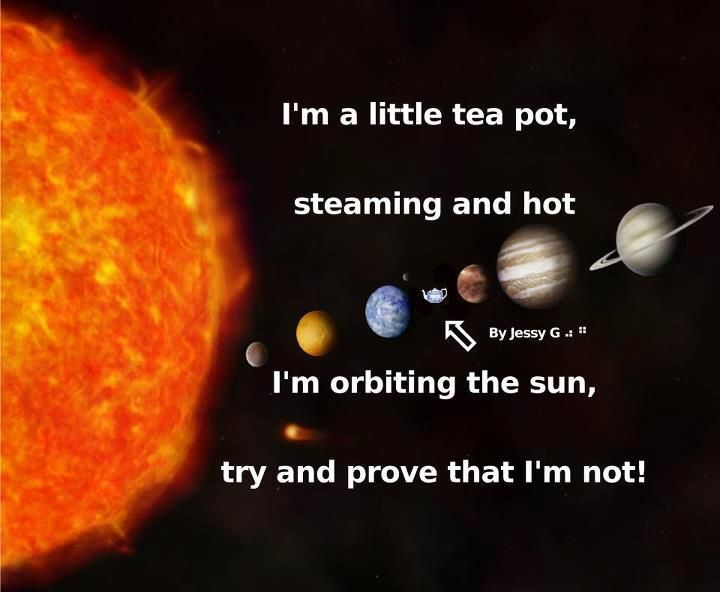 I'm a little tea pot,
steaming and hot
By Jessy G ⠴ ⠛
I'm orbiting the sun,
try and prove that I'm not!